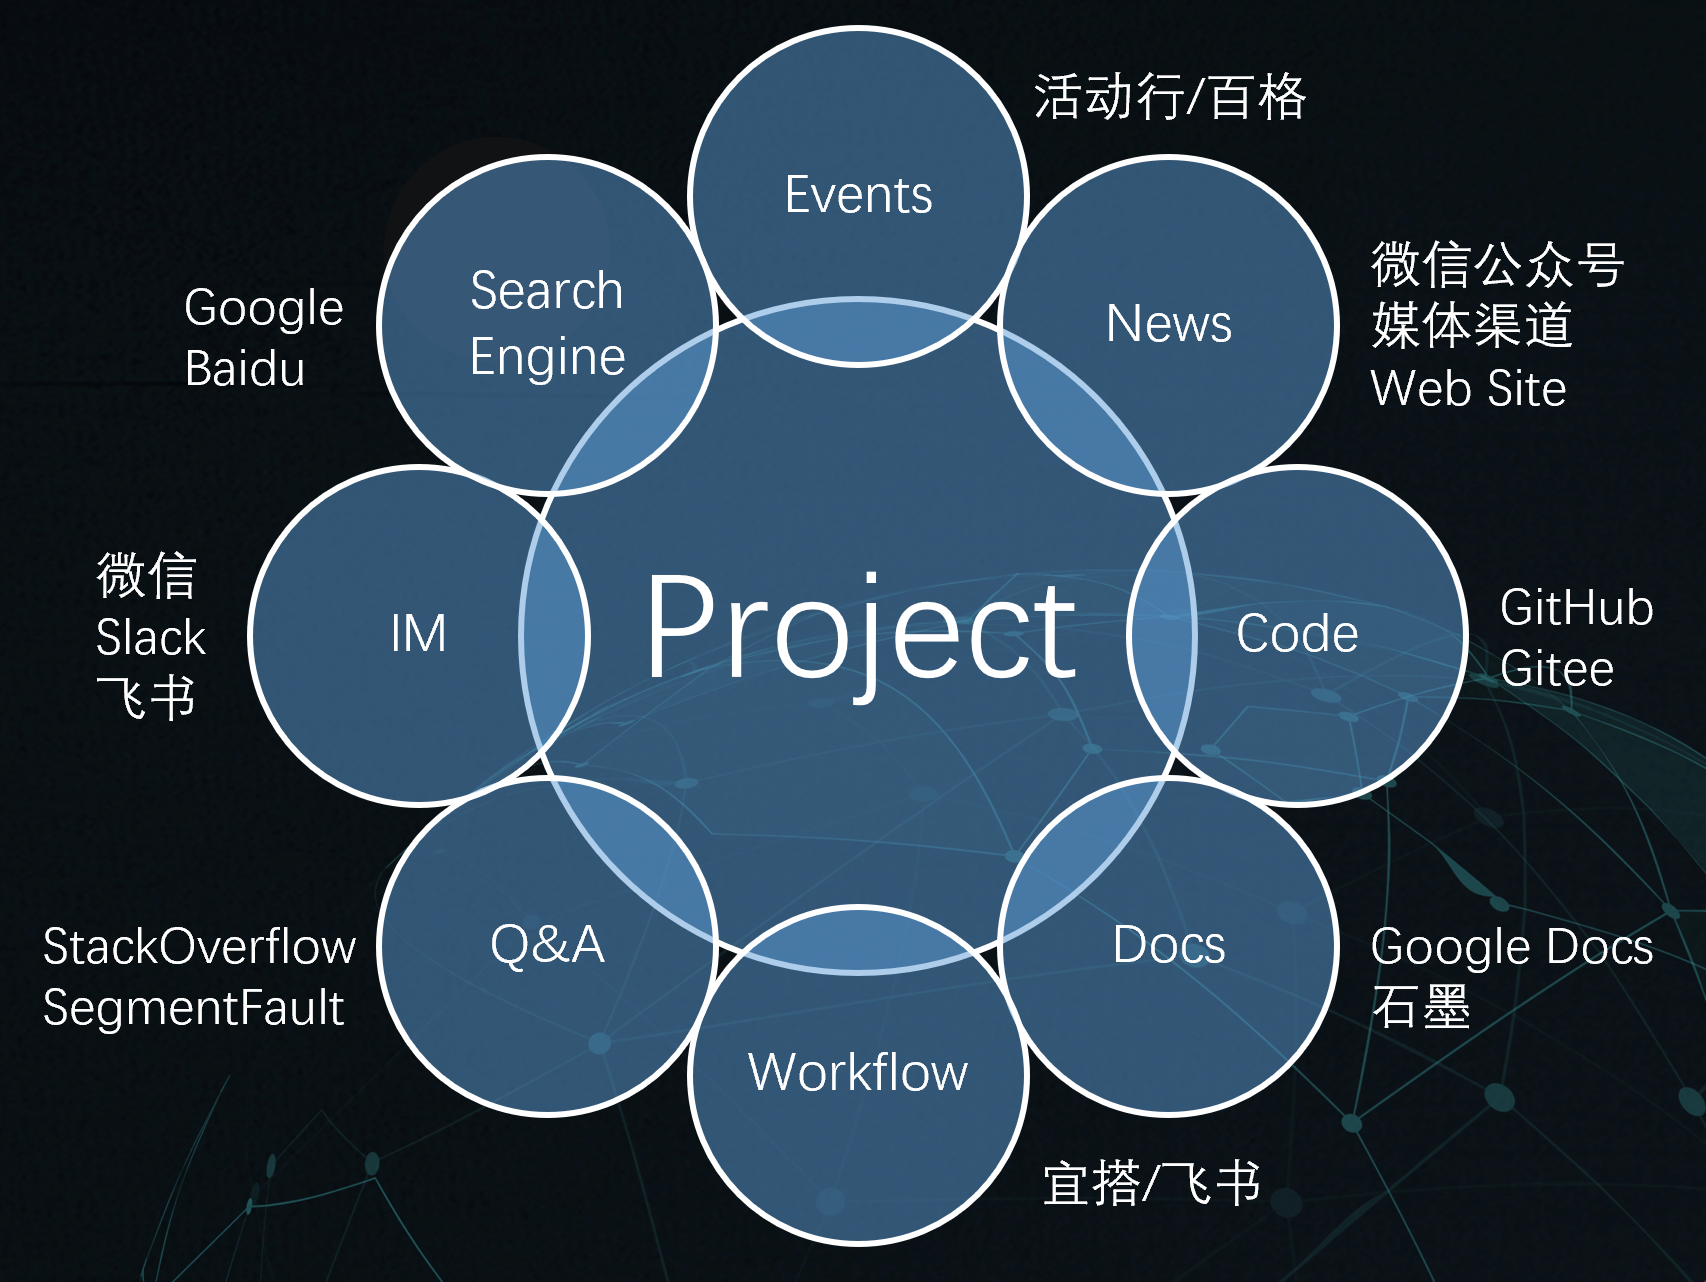 Events
活动行/百格
Search
Engine
Google
Baidu
News
微信公众号
媒体渠道
Web Site
IM
微信
Slack
飞书
Project
Code
GitHub
Gitee
Q&A
StackOverflow
SegmentFault
Docs
Google Docs
石墨
Workflow
宜搭/飞书